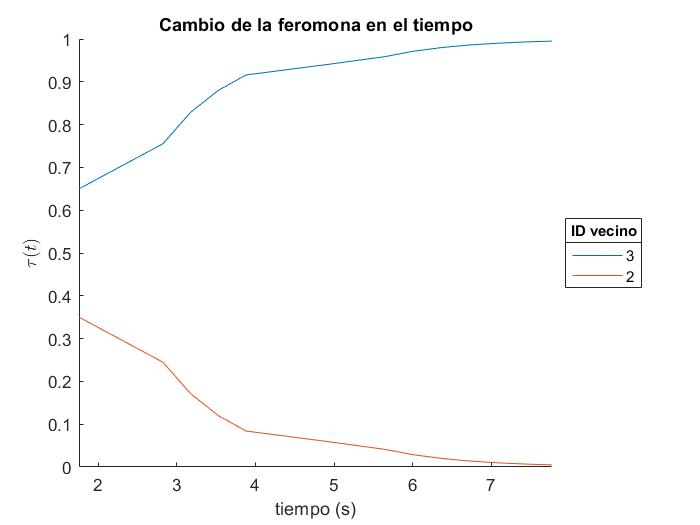 Cambio de la feromona en el tiempo
1
0.9
0.8
0.7
0.6
0.5
0.4
0.3
0.2
0.1
0
τ(t)
2 3 4 5 6 7
tiempo (s)
ID vecino
3
2